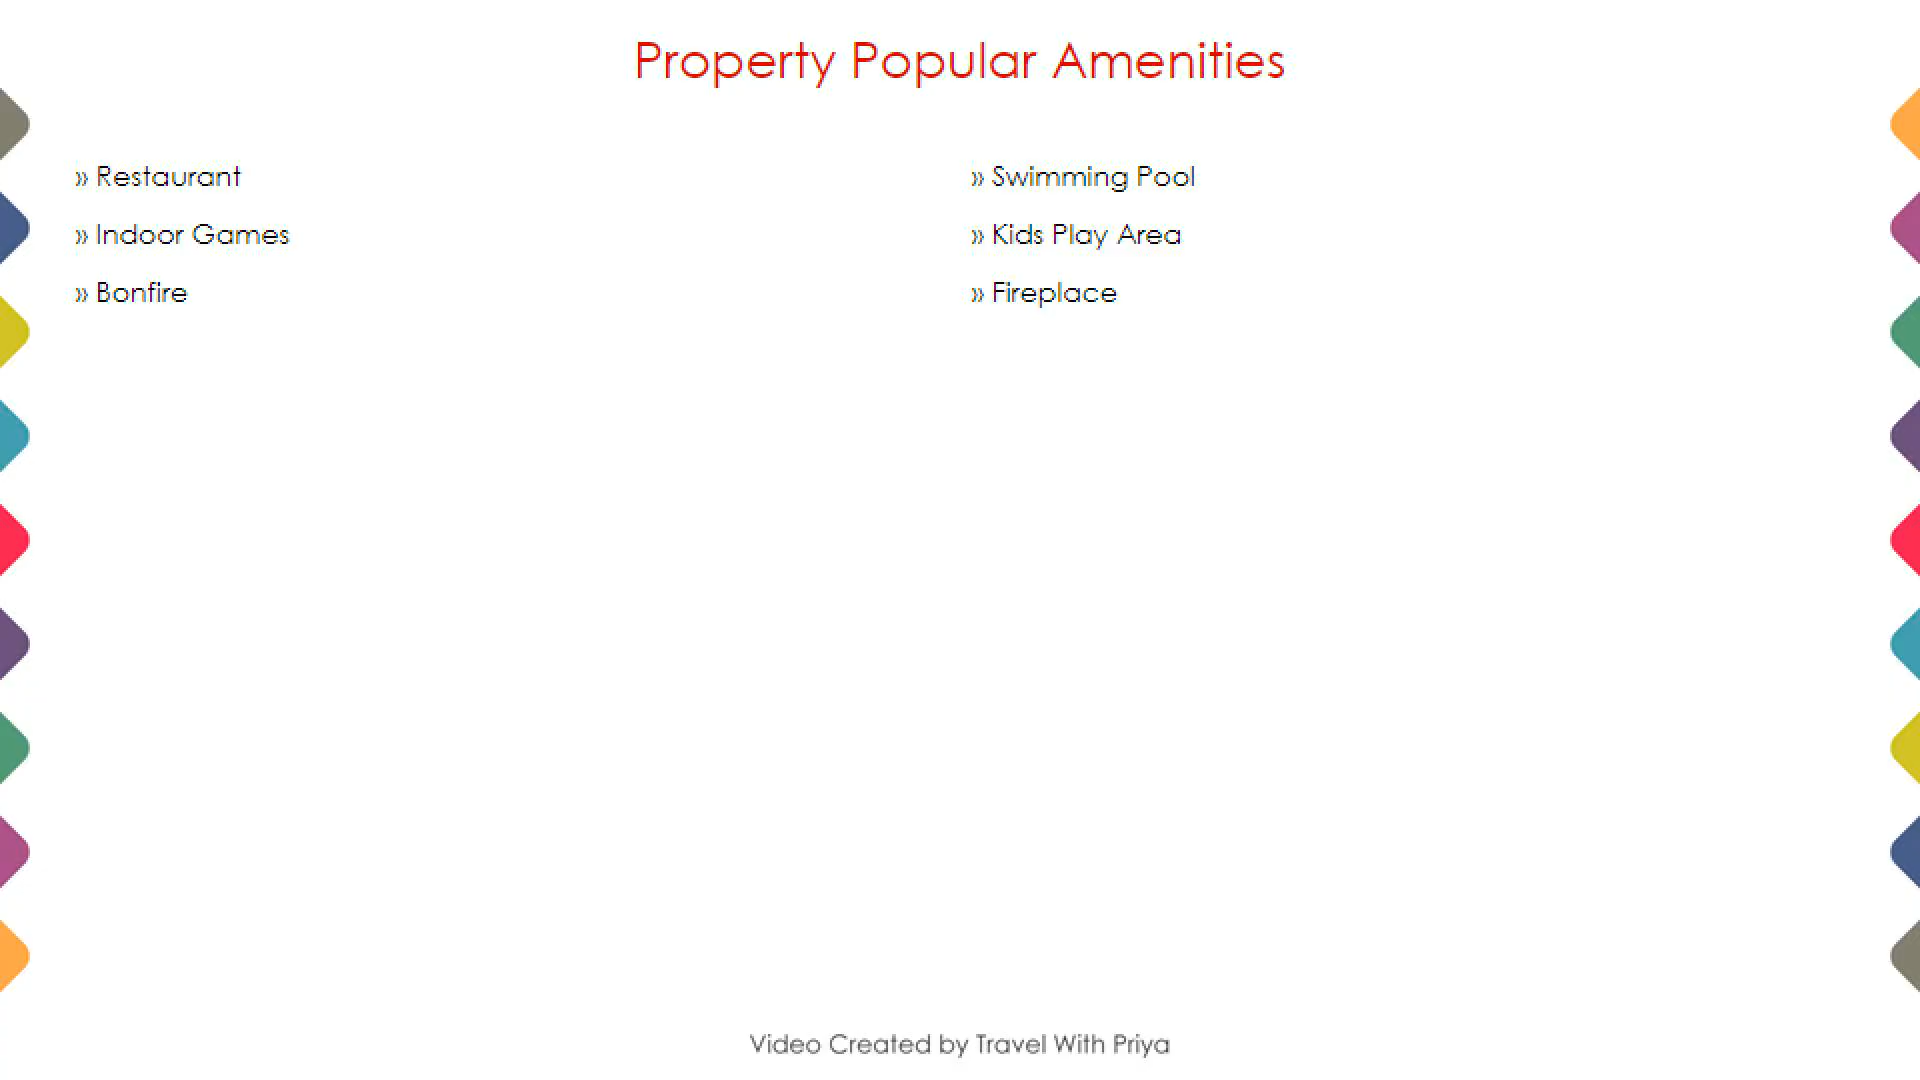 Property Popular Amenities
» Restaurant
» Swimming Pool
» Indoor Games
» Kids Play Area
» Bonfire
» Fireplace
Video Created by Travel With Priya